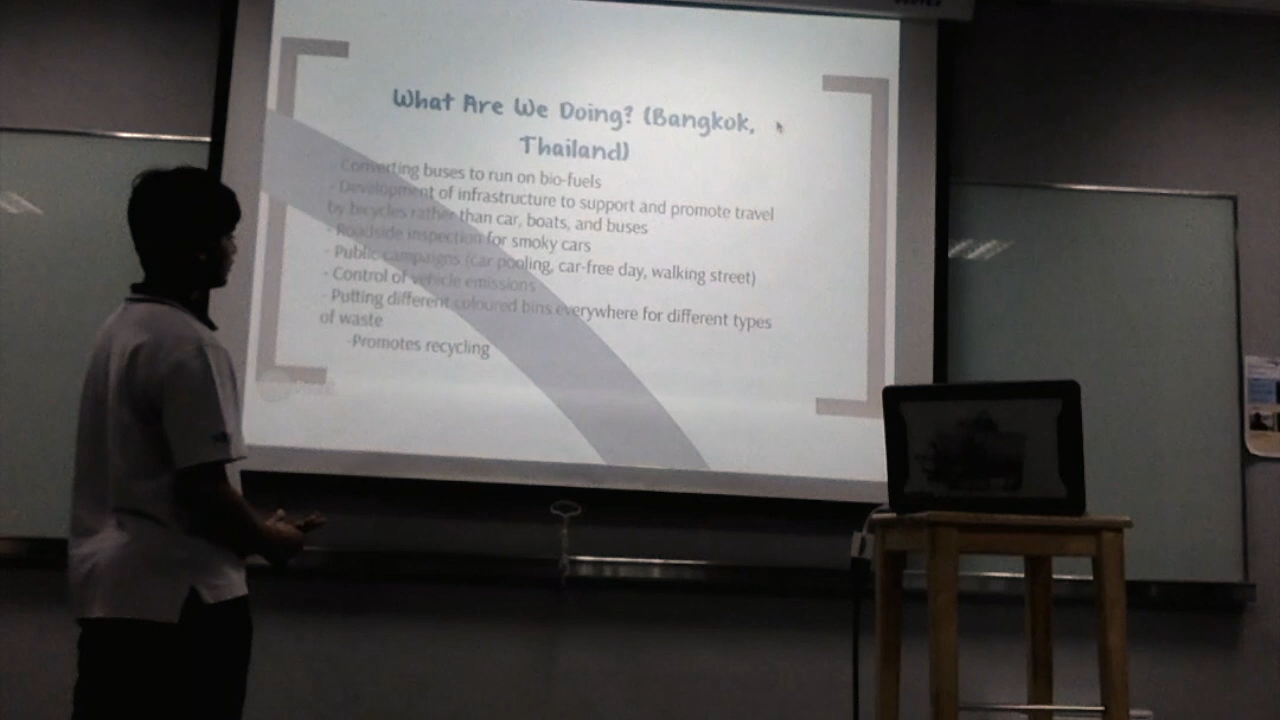 What Are We Doing? (Bangkok,
Thailand)
Converting buses to run on bio-fuels
- Development of infrastructure to support and promote travel
by bicycles rather than car, boats, and buses
- Roadside inspection for smoky cars
- Public campaigns (car pooling, car-free day, walking street)
- Control of vehicle emissions
- Putting different coloured bins everywhere for different types
of waste
-Promotes recycling